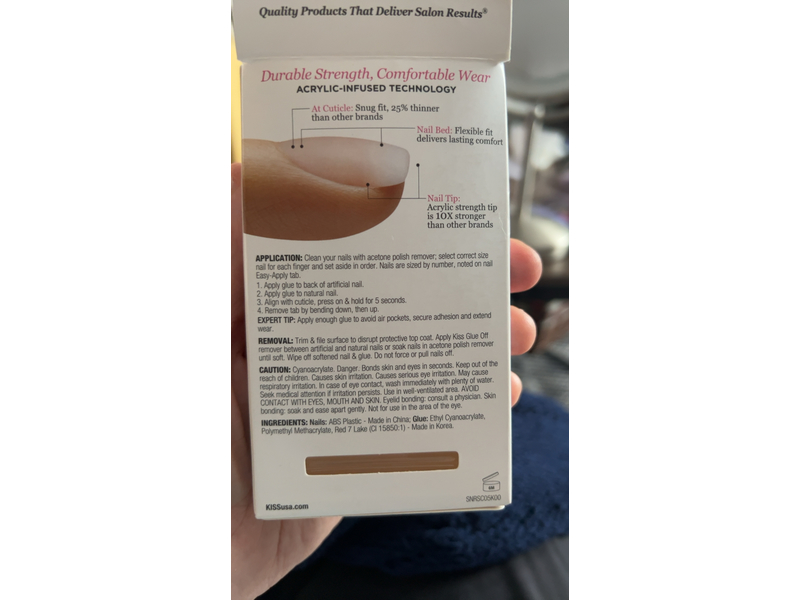 Quality Products That Deliver Salon Results®
Durable Strength, Comfortable Wear
ACRYLIC-INFUSED TECHNOLOGY
At Cuticle: Snug fit, 25% thinner
than other brands
Nail Bed: Flexible fit
delivers lasting comfort
Nail Tip:
Acrylic strength tip
is 10X stronger
than other brands
APPLICATION: Clean your nails with acetone polish remover; select correct size
nail for each finger and set aside in order. Nails are sized by number, noted on nail
Easy-Apply tab.
1. Apply glue to back of artificial nail.
2. Apply glue to natural nail.
3. Align with cuticle, press on & hold for 5 seconds.
4. Remove tab by bending down, then up.
EXPERT TIP: Apply enough glue to avoid air pockets, secure adhesion and extend
wear.
REMOVAL: Trim & file surface to disrupt protective top coat. Apply Kiss Glue Off
remover between artificial and natural nails or soak nails in acetone polish remover
until soft. Wipe off softened nail & glue. Do not force or pull nails off.
CAUTION: Cyanoacrylate. Danger. Bonds skin and eyes in seconds. Keep out of the
reach of children. Causes skin irritation. Causes serious eye irritation. May cause
respiratory irritation. In case of eye contact, wash immediately with plenty of water.
Seek medical attention if irritation persists. Use in well-ventilated area. AVOID
CONTACT WITH EYES, MOUTH AND SKIN. Eyelid bonding: consult a physician. Skin
bonding: soak and ease apart gently. Not for use in the area of the eye.
INGREDIENTS: Nails: ABS Plastic - Made in China; Glue: Ethyl Cyanoacrylate,
Polymethyl Methacrylate, Red 7 Lake (CI 15850:1) - Made in Korea.
KISSusa.com